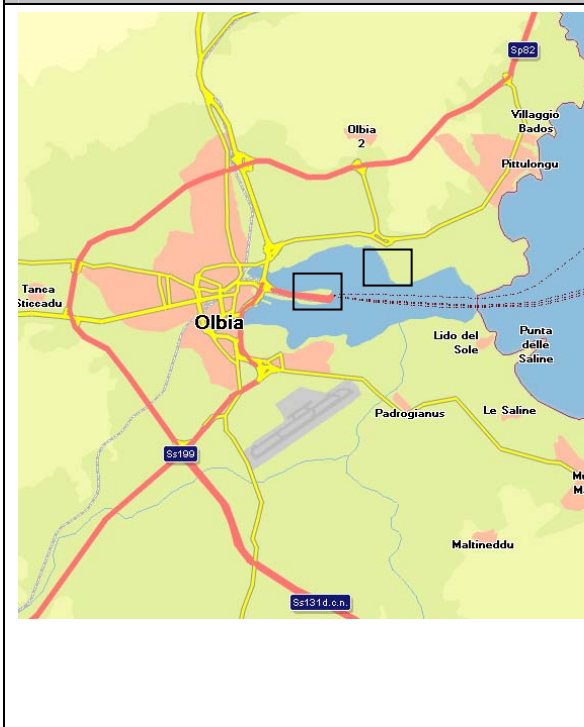 Sp82
Villaggio
Bados
Olbia
2
Pittulongu
Tanca
Sticcadu
Olbia
Lido del
Sole
Punta
delle
Saline
Padrogianus
Le Saline
Ss199
Maltineddu
Ss131d.c.n.